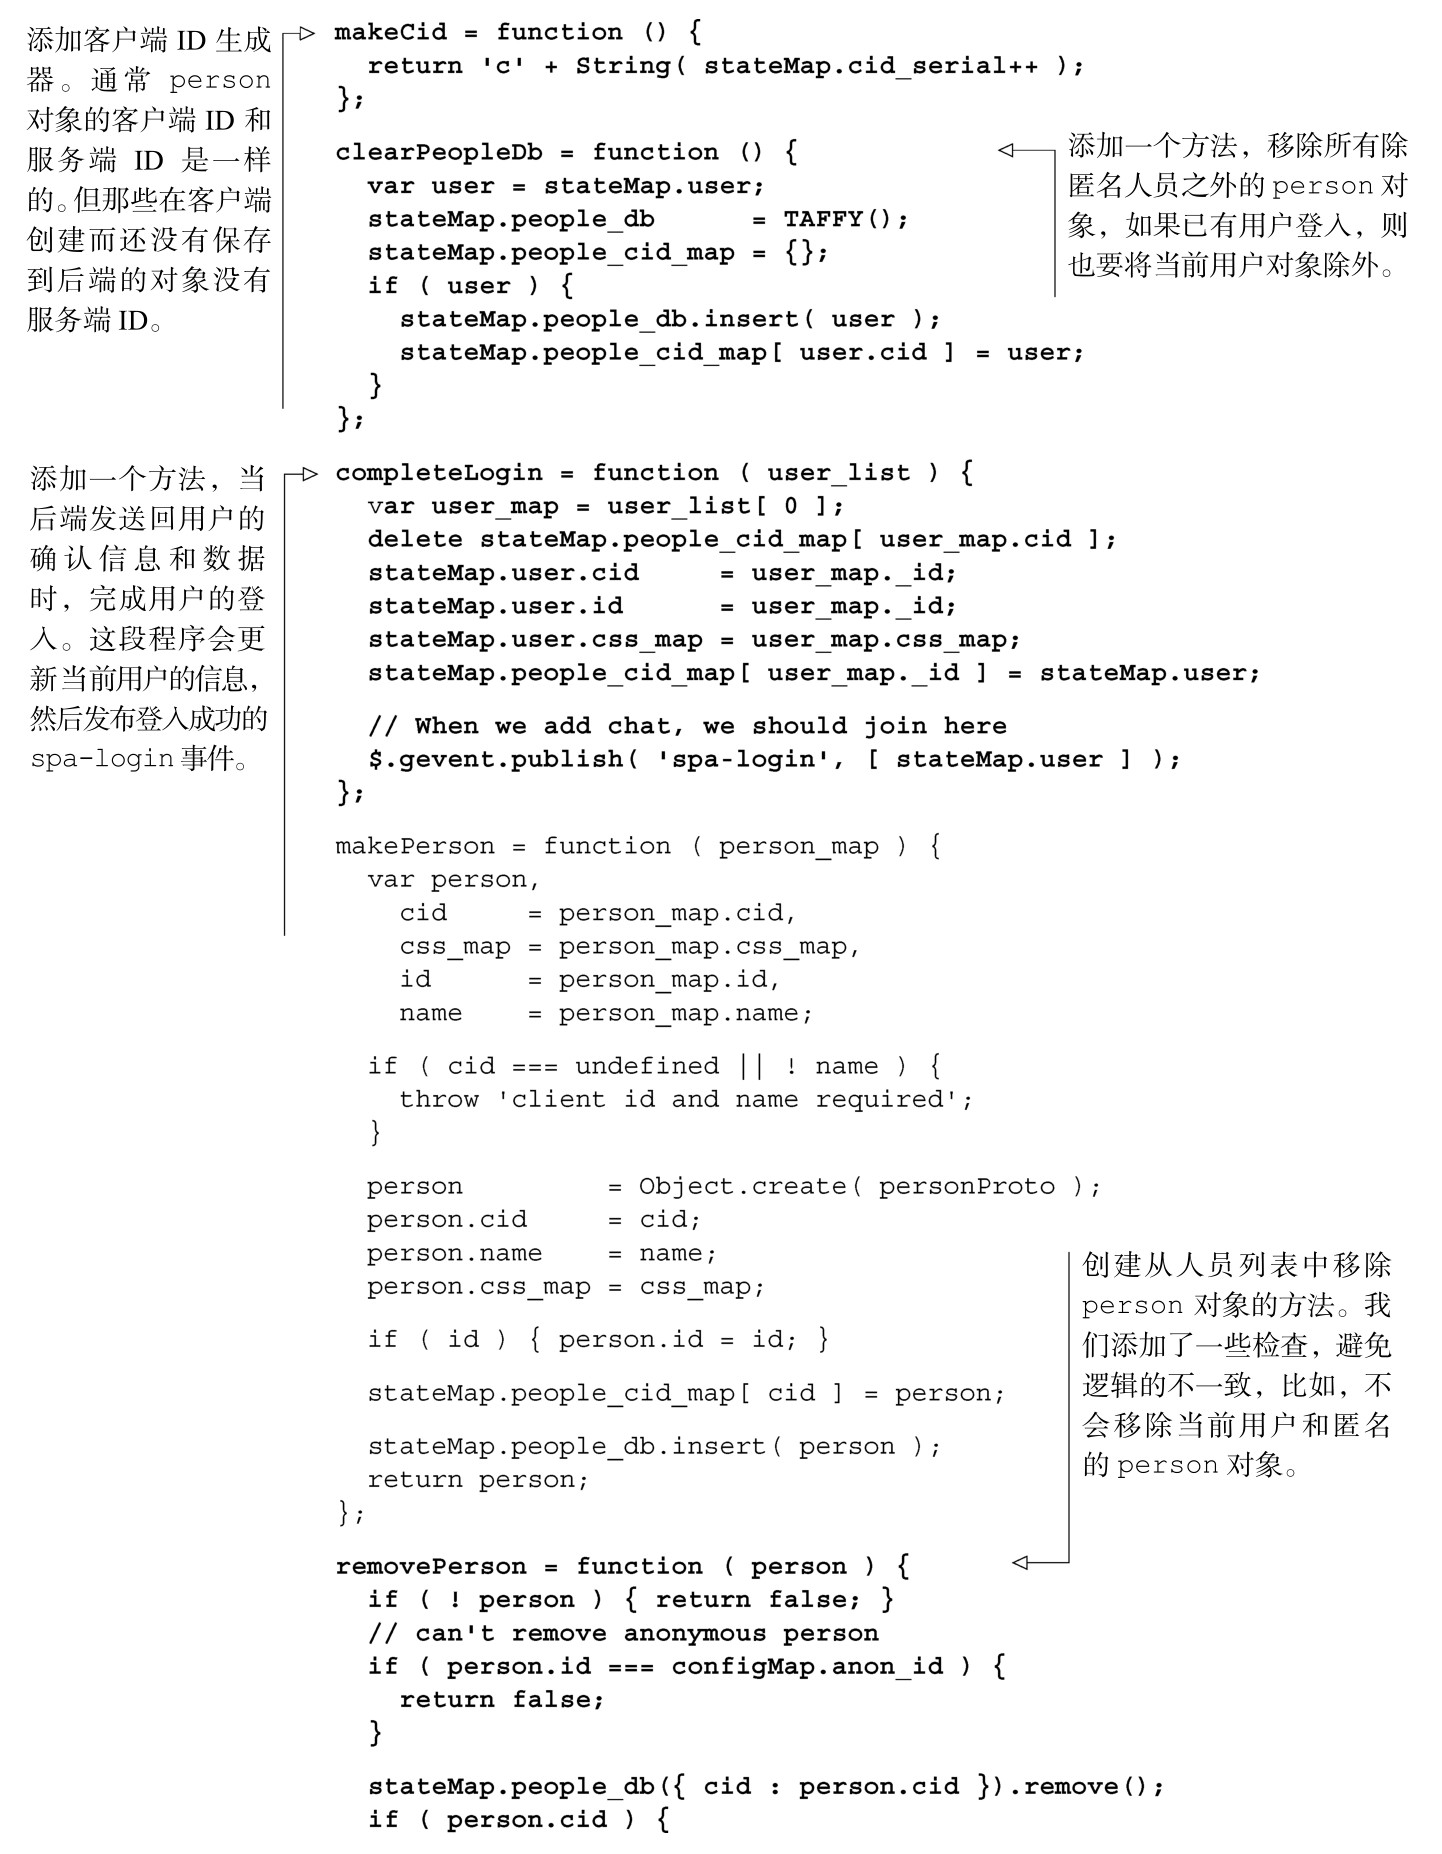 添加客户端 ID 生成
器。通常 person
对象的客户端 ID 和
服务端 ID 是一样
的。但那些在客户端
创建而还没有保存
到后端的对象没有
服务端 ID。
makeCid = function () {
  return 'c' + String( stateMap.cid_serial++ );
};
clearPeopleDb = function () {
  var user = stateMap.user;
  stateMap.people_db      = TAFFY();
  stateMap.people_cid_map = {};
  if ( user ) {
    stateMap.people_db.insert( user );
    stateMap.people_cid_map[ user.cid ] = user;
  }
};
添加一个方法，移除所有除
匿名人员之外的 person 对
象，如果已有用户登入，则
也要将当前用户对象除外。
添加一个方法，当
后端发送回用户的
确认信息和数据
时，完成用户的登
入。这段程序会更
新当前用户的信息，
然后发布登入成功的
spa-login 事件。
completeLogin = function ( user_list ) {
  var user_map = user_list[ 0 ];
  delete stateMap.people_cid_map[ user_map.cid ];
  stateMap.user.cid     = user_map._id;
  stateMap.user.id      = user_map._id;
  stateMap.user.css_map = user_map.css_map;
  stateMap.people_cid_map[ user_map._id ] = stateMap.user;
  // When we add chat, we should join here
  $.gevent.publish( 'spa-login', [ stateMap.user ] );
};
makePerson = function ( person_map ) {
  var person,
    cid     = person_map.cid,
    css_map = person_map.css_map,
    id      = person_map.id,
    name    = person_map.name;
  if ( cid === undefined || ! name ) {
    throw 'client id and name required';
  }
  person         = Object.create( personProto );
  person.cid     = cid;
  person.name    = name;
  person.css_map = css_map;
  if ( id ) { person.id = id; }
  stateMap.people_cid_map[ cid ] = person;
  stateMap.people_db.insert( person );
  return person;
};
创建从人员列表中移除
person 对象的方法。我
们添加了一些检查，避免
逻辑的不一致，比如，不
会移除当前用户和匿名
的 person 对象。
removePerson = function ( person ) {
  if ( ! person ) { return false; }
  // can't remove anonymous person
  if ( person.id === configMap.anon_id ) {
    return false;
  }
  stateMap.people_db({ cid : person.cid }).remove();
  if ( person.cid ) {